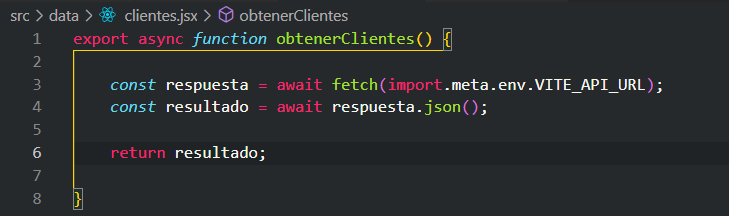 src > data > clientes.jsx > obtenerClientes
1 export async function obtenerClientes() {
2
3 const respuesta = await fetch(import.meta.env.VITE_API_URL);
4 const resultado = await respuesta.json();
5
6 return resultado;
7
8 }